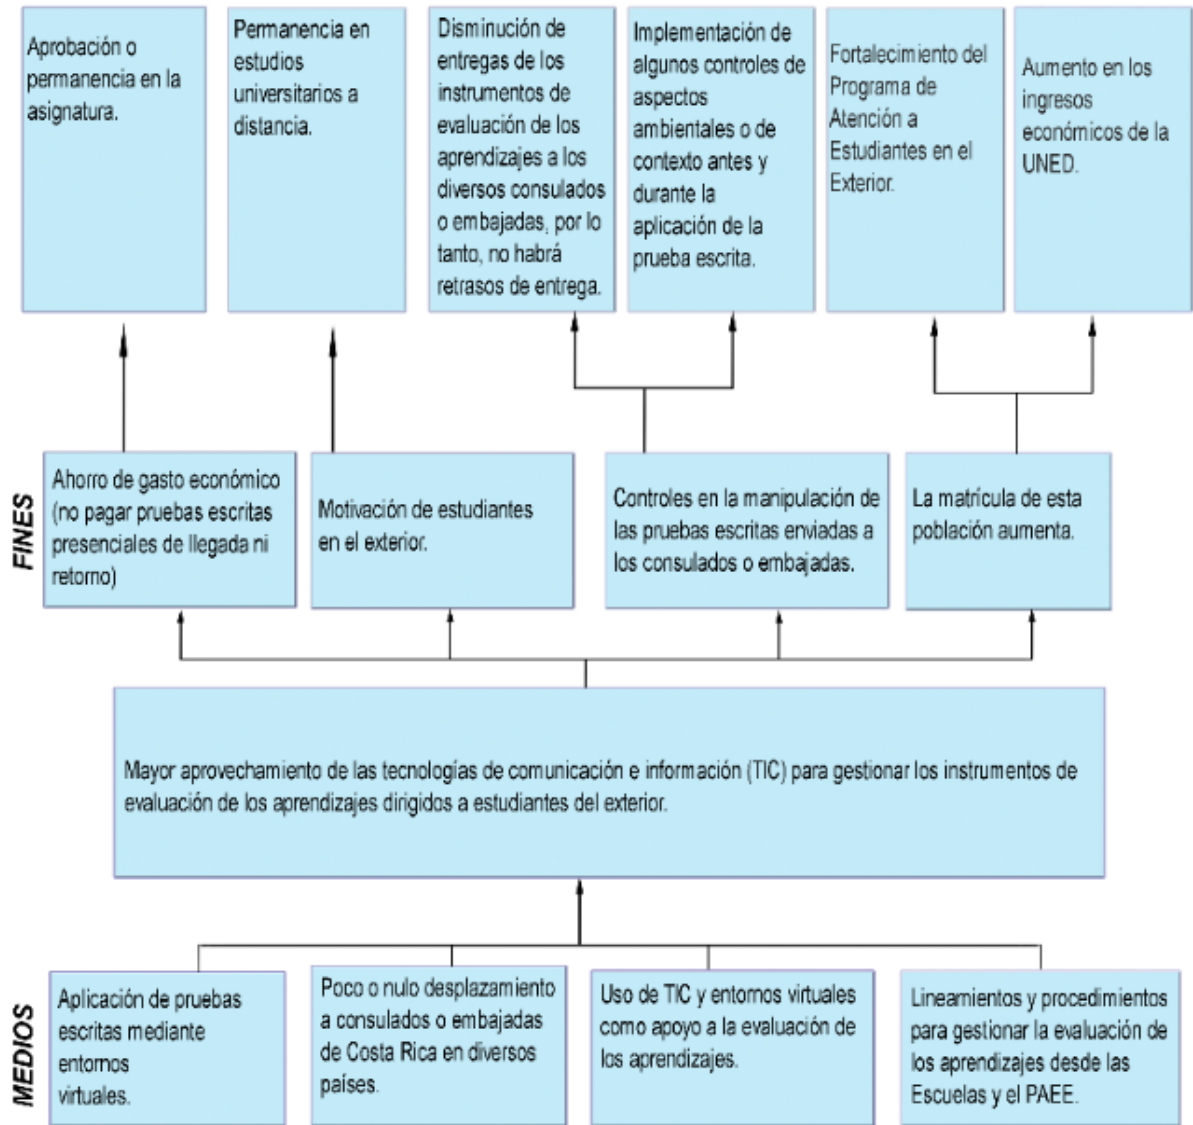 Aprobación o
permanencia en la
asignatura.
Permanencia en
estudios
universitarios a
distancia.
Disminución de
entregas de los
instrumentos de
evaluación de los
aprendizajes a los
diversos consulados
o embajadas, por lo
tanto, no habrá
retrasos de entrega.
Implementación de
algunos controles de
aspectos
ambientales o de
contexto antes y
durante la
aplicación de la
prueba escrita.
Fortalecimiento del
Programa de
Atención a
Estudiantes en el
Exterior.
Aumento en los
ingresos
económicos de la
UNED.
FINES
Ahorro de gasto económico
(no pagar pruebas escritas
presenciales de llegada ni
retorno)
Motivación de estudiantes
en el exterior.
Controles en la manipulación de
las pruebas escritas enviadas a
los consulados o embajadas.
La matrícula de esta
población aumenta.
Mayor aprovechamiento de las tecnologías de comunicación e información (TIC) para gestionar los instrumentos de
evaluación de los aprendizajes dirigidos a estudiantes del exterior.
MEDIOS
Aplicación de pruebas
escritas mediante
entornos
virtuales.
Poco o nulo desplazamiento
a consulados o embajadas
de Costa Rica en diversos
países.
Uso de TIC y entornos virtuales
como apoyo a la evaluación de
los aprendizajes.
Lineamientos y procedimientos
para gestionar la evaluación de
los aprendizajes desde las
Escuelas y el PAEE.